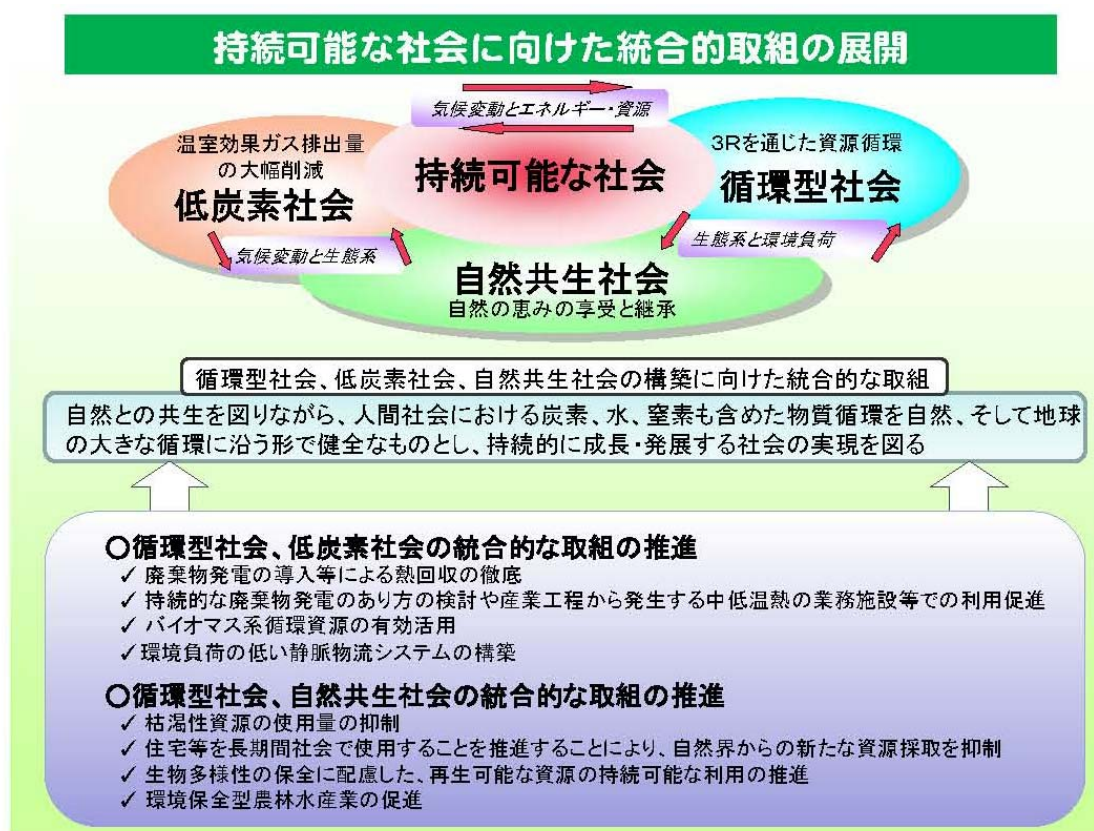 持続可能な社会に向けた統合的取組の展開
気候変動とエネルギー・資源
温室効果ガス排出量
の大幅削減
低炭素社会
持続可能な社会
3Rを通じた資源循環
循環型社会
気候変動と生態系
生態系と環境負荷
自然共生社会
自然の恵みの享受と継承
循環型社会、低炭素社会、自然共生社会の構築に向けた統合的な取組
自然との共生を図りながら、人間社会における炭素、水、窒素も含めた物質循環を自然、そして地球
の大きな循環に沿う形で健全なものとし、持続的に成長・発展する社会の実現を図る
○循環型社会、低炭素社会の統合的な取組の推進
✓ 廃棄物発電の導入等による熱回収の徹底
✓ 持続的な廃棄物発電のあり方の検討や産業工程から発生する中低温熱の業務施設等での利用促進
✓ バイオマス系循環資源の有効活用
✓環境負荷の低い静脈物流システムの構築
○循環型社会、自然共生社会の統合的な取組の推進
✓ 枯渇性資源の使用量の抑制
✓ 住宅等を長期間社会で使用することを推進することにより、自然界からの新たな資源採取を抑制
✓ 生物多様性の保全に配慮した、再生可能な資源の持続可能な利用の推進
✓ 環境保全型農林水産業の促進